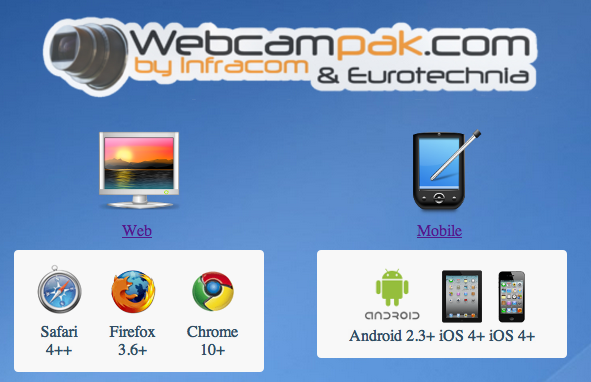 Webcampak.com
by Infracom & Eurotechnia
Web
Mobile
Safari
4++
Firefox
3.6+
Chrome
10+
ANDROID
Android 2.3+ iOS 4+ iOS 4+